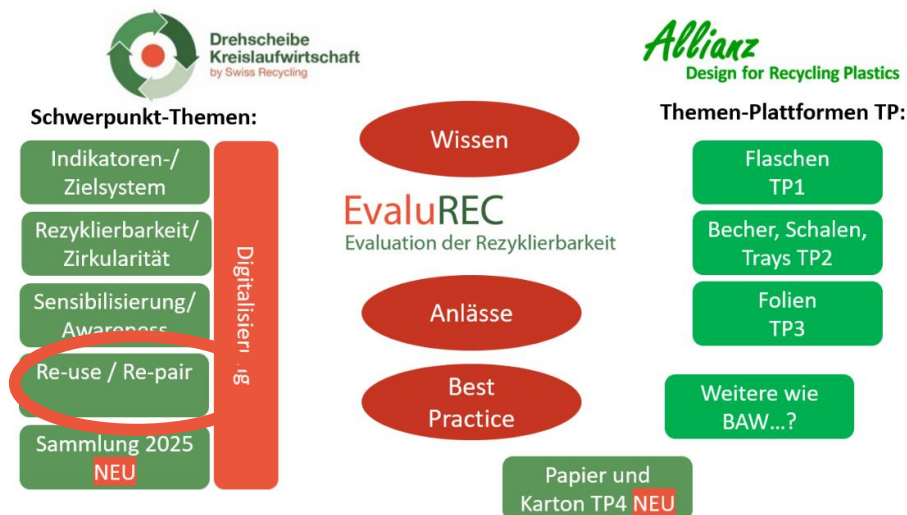 Drehscheibe
Kreislaufwirtschaft
by Swiss Recycling
Allianz
Design for Recycling Plastics
Schwerpunkt-Themen:
Indikatoren-/
Zielsystem
Rezyklierbarkeit/
Zirkularität
Sensibilisierung/
Awareness
Re-use / Re-pair
Sammlung 2025
NEU
Digitalisierung
Wissen
EvaluREC
Evaluation der Rezyklierbarkeit
Anlässe
Best
Practice
Themen-Plattformen TP:
Flaschen
TP1
Becher, Schalen,
Trays TP2
Folien
TP3
Weitere wie
BAW...?
Papier und
Karton TP4 NEU